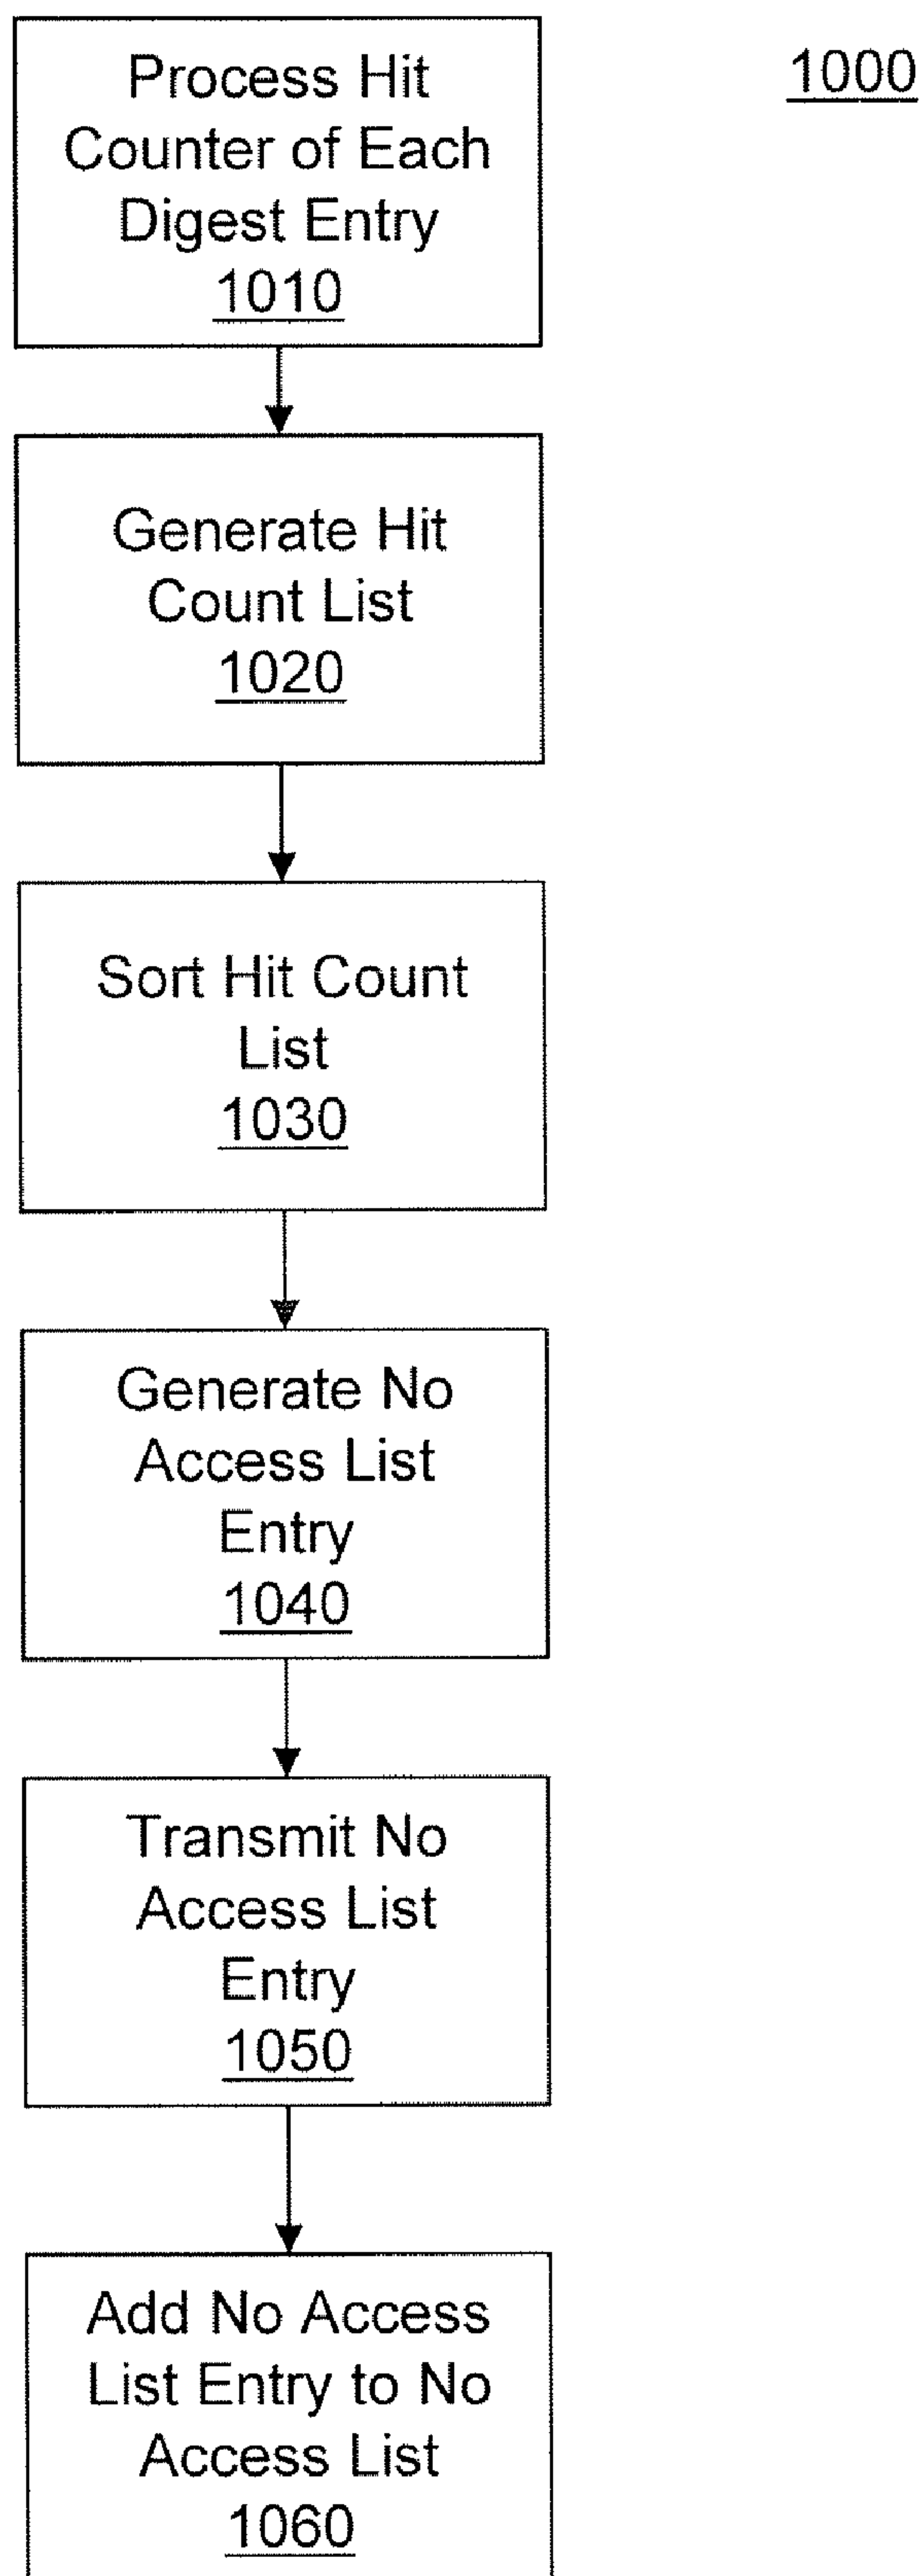 1000
Process Hit
Counter of Each
Digest Entry
1010
Generate Hit
Count List
1020
Sort Hit Count
List
1030
Generate No
Access List
Entry
1040
Transmit No
Access List
Entry
1050
Add No Access
List Entry to No
Access List
1060